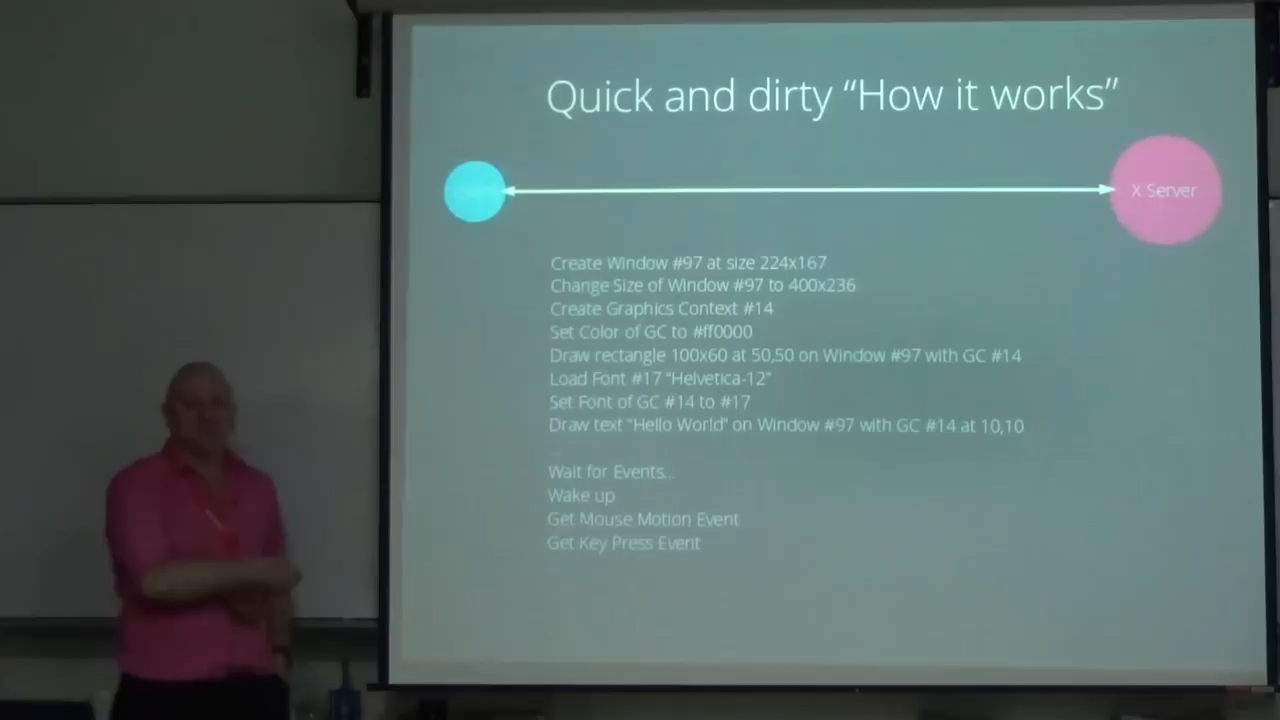 Quick and dirty “How it works”
X Server
Create Window #97 at size 224x167
Change Size of Window #97 to 400x236
Create Graphics Context #14
Set Color of GC to #ff0000
Draw rectangle 100x60 at 50,50 on Window #97 with GC #14
Load Font #17 “Helvetica-12”
Set Font of GC #14 to #17
Draw text “Hello World” on Window #97 with GC #14 at 10,10
Wait for Events...
Wake up
Get Mouse Motion Event
Get Key Press Event